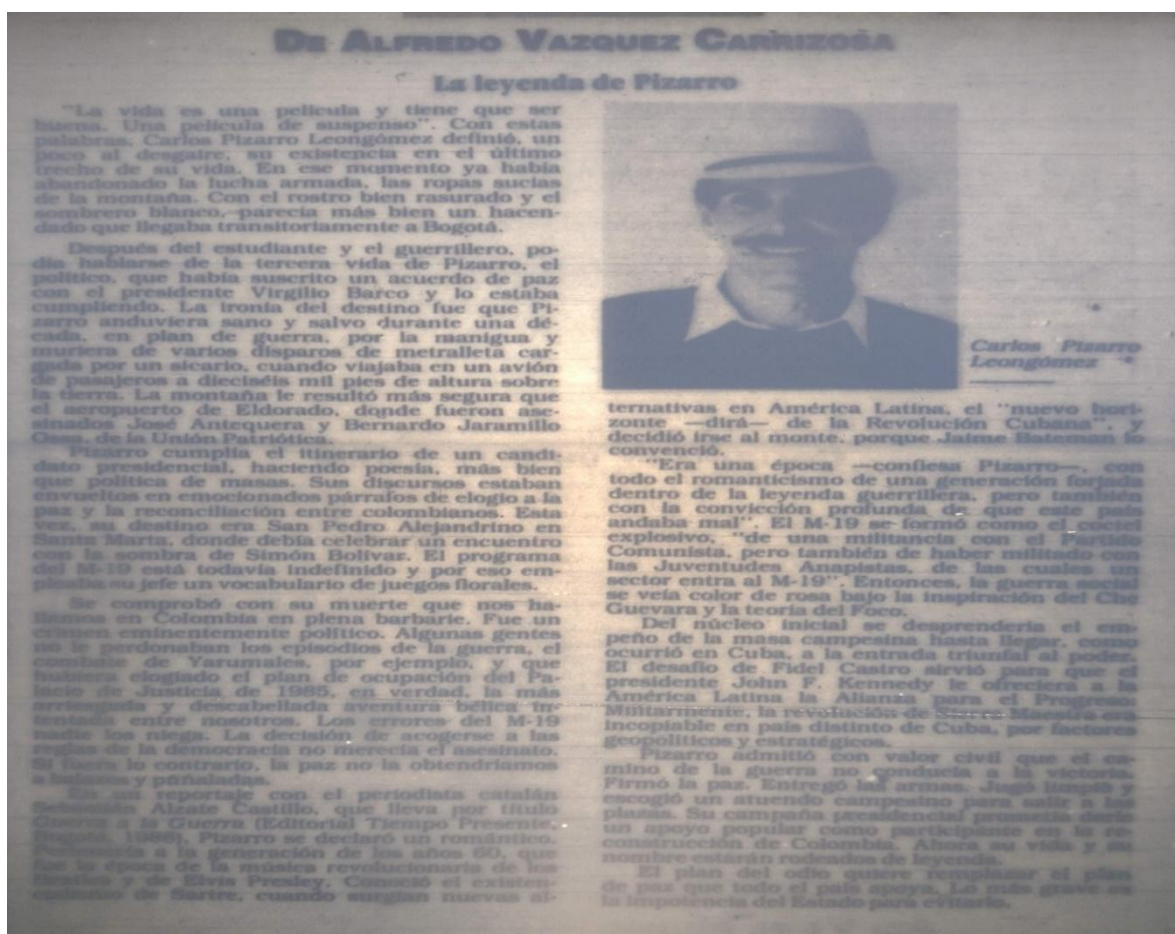 DE ALFREDO VAZQUEZ CARRIZOSA
La leyenda de Pizarro
"La vida es una película y tiene que ser
buena. Una película de suspenso". Con estas
palabras, Carlos Pizarro Leongómez definió, un
poco al desgaire, su existencia en el último
trecho de su vida. En ese momento ya había
abandonado la lucha armada, las ropas sucias
de la montaña. Con el rostro bien rasurado y el
sombrero blanco, parecía más bien un hacen-
dado que llegaba transitoriamente a Bogotá.
Después del estudiante y el guerrillero, po-
día hablarse de la tercera vida de Pizarro, el
político, que había suscrito un acuerdo de paz
con el presidente Virgilio Barco y lo estaba
cumpliendo. La ironía del destino fue que Pi-
zarro anduviera sano y salvo durante una dé-
cada, en plan de guerra, por la manigua y
muriera de varios disparos de metralleta car-
gada por un sicario, cuando viajaba en un avión
de pasajeros a dieciséis mil pies de altura sobre
la tierra. La montaña le resultó más segura que
el aeropuerto de Eldorado, donde fueron ase-
sinados José Antequera y Bernardo Jaramillo
Ossa, de la Unión Patriótica.
Pizarro cumplía el itinerario de un candi-
dato presidencial, haciendo poesía, más bien
que política de masas. Sus discursos estaban
envueltos en emocionados párrafos de elogio a la
paz y la reconciliación entre colombianos. Esta
vez, su destino era San Pedro Alejandrino en
Santa Marta, donde debía celebrar un encuentro
con la sombra de Simón Bolívar. El programa
del M-19 está todavía indefinido y por eso em-
pleaba su jefe un vocabulario de juegos florales.
Se comprobó con su muerte que nos ha-
llamos en Colombia en plena barbarie. Fue un
crimen eminentemente político. Algunas gentes
no le perdonaban los episodios de la guerra, el
combate de Yarumales, por ejemplo, y que
hubiera elogiado el plan de ocupación del Pa-
lacio de Justicia de 1985, en verdad, la más
arriesgada y descabellada aventura bélica in-
tentada entre nosotros. Los errores del M-19
nadie los niega. La decisión de acogerse a las
reglas de la democracia no merecía el asesinato.
Si fuera lo contrario, la paz no la obtendríamos
a balazos y puñaladas.
En un reportaje con el periodista catalán
Sebastián Alzate Castillo, que lleva por título
Guerra a la Guerra (Editorial Tiempo Presente,
Bogotá, 1988), Pizarro se declaró un romántico.
Pertenecía a la generación de los años 60, que
fue la época de la música revolucionaria de los
Beatles y de Elvis Presley. Conoció el existen-
cialismo de Sartre, cuando surgían nuevas al-
Carlos Pizarro
Leongómez
ternativas en América Latina, el "nuevo hori-
zonte —dirá— de la Revolución Cubana", y
decidió irse al monte, porque Jaime Bateman lo
convenció.
"Era una época —confiesa Pizarro—, con
todo el romanticismo de una generación forjada
dentro de la leyenda guerrillera, pero también
con la convicción profunda de que este país
andaba mal". El M-19 se formó como el coctel
explosivo, "de una militancia con el Partido
Comunista, pero también de haber militado con
las Juventudes Anapistas, de las cuales un
sector entra al M-19". Entonces, la guerra social
se veía color de rosa bajo la inspiración del Che
Guevara y la teoría del Foco.
Del núcleo inicial se desprendería el em-
peño de la masa campesina hasta llegar, como
ocurrió en Cuba, a la entrada triunfal al poder.
El desafío de Fidel Castro sirvió para que el
presidente John F. Kennedy le ofreciera a la
América Latina la Alianza para el Progreso.
Militarmente, la revolución de Sierra Maestra era
incopiable en país distinto de Cuba, por factores
geopolíticos y estratégicos.
Pizarro admitió con valor civil que el ca-
mino de la guerra no conducía a la victoria.
Firmó la paz. Entregó las armas. Jugó limpio y
escogió un atuendo campesino para salir a las
plazas. Su campaña presidencial prometía darle
un apoyo popular como participante en la re-
construcción de Colombia. Ahora su vida y su
nombre estarán rodeados de leyenda.
El plan del odio quiere remplazar el plan
de paz que todo el país apoya. Lo más grave es
la impotencia del Estado para evitarlo.